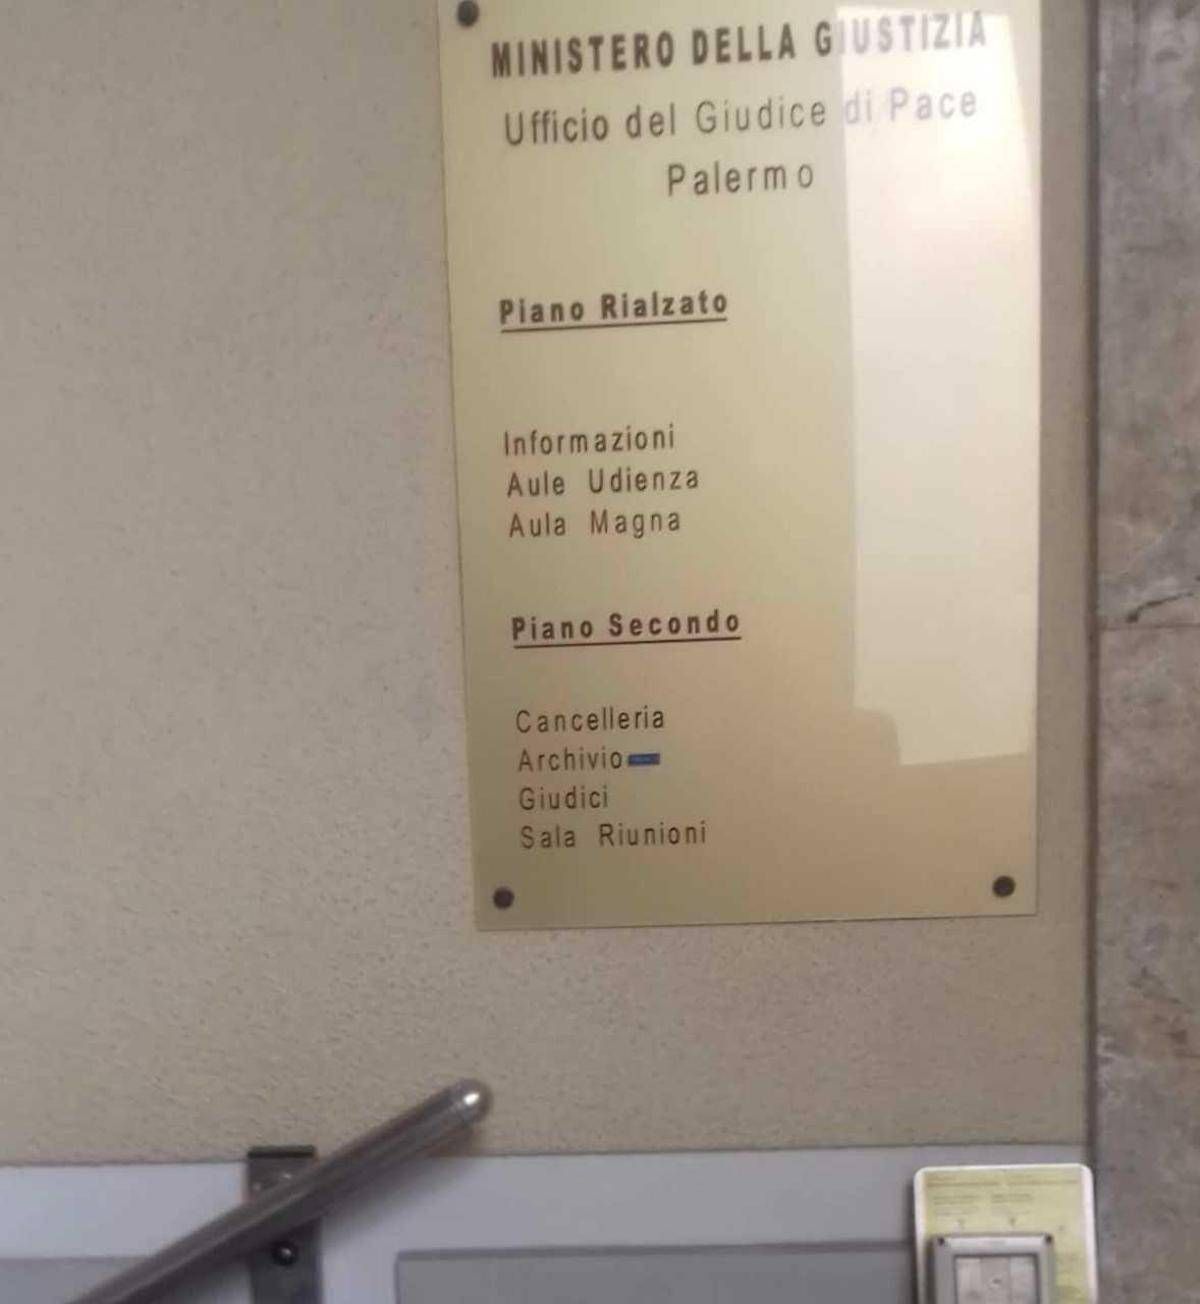 MINISTERO DELLA GIUSTIZIA
Ufficio del Giudice di Pace
Palermo
Piano Rialzato
Informazioni
Aule Udienza
Aula Magna
Piano Secondo
Cancelleria
Archivio
Giudici
Sala Riunioni